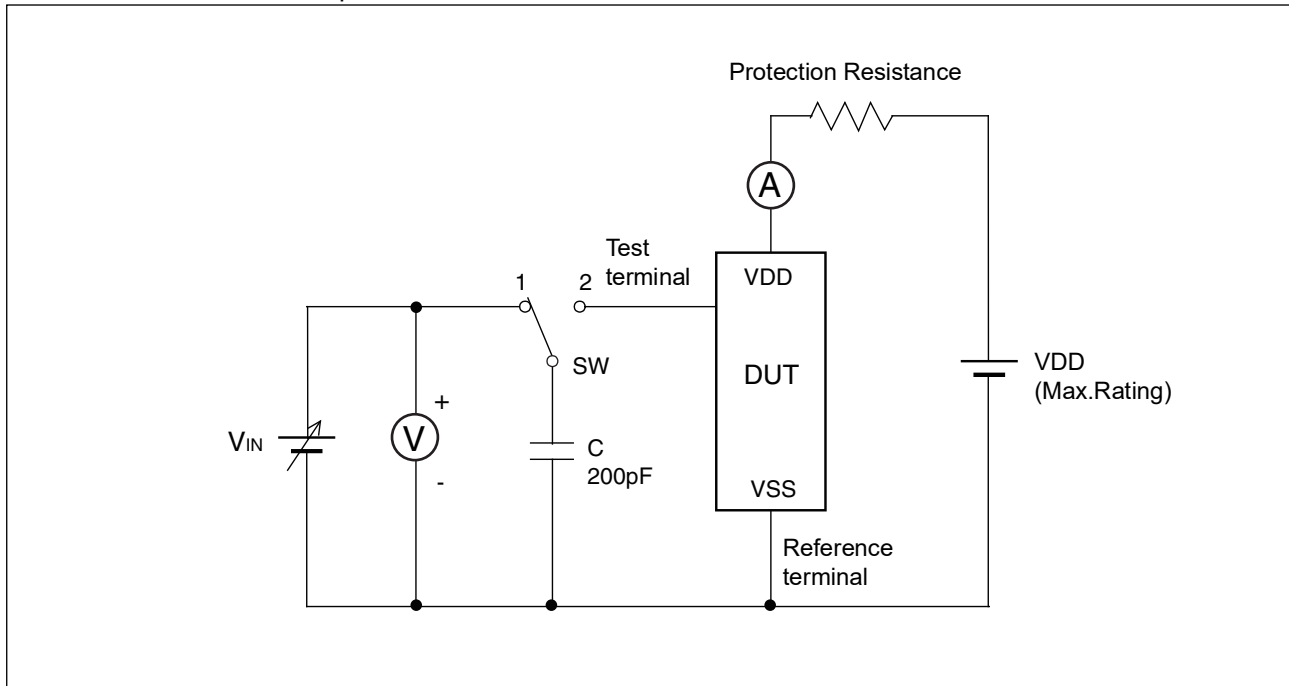 Protection Resistance
A
Test
terminal
1
2
VDD
SW
DUT
VDD
(Max.Rating)
+
VIN
V
C
200pF
-
VSS
Reference
terminal